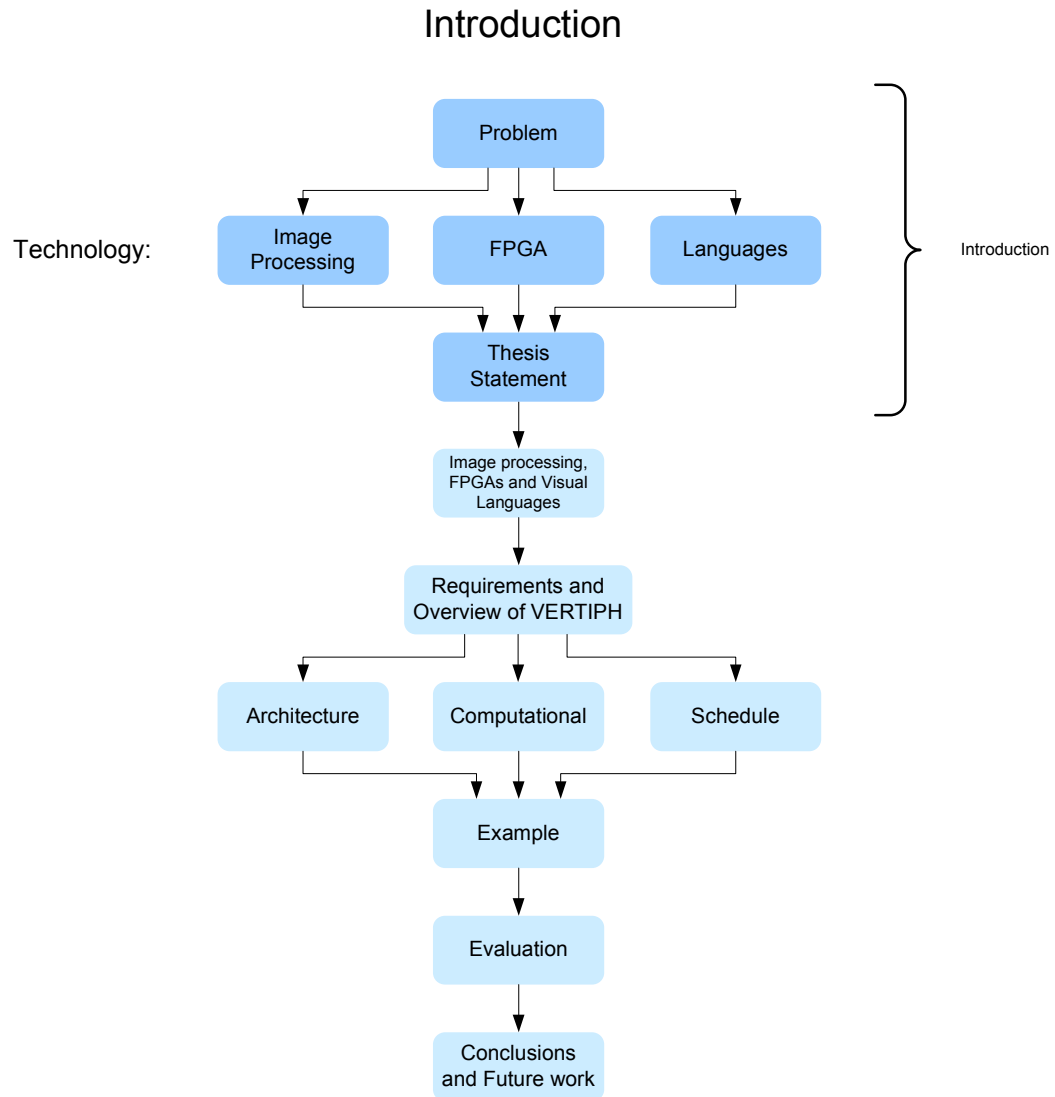 Introduction
Problem
Technology:
Image
Processing
FPGA
Languages
Introduction
Thesis
Statement
Image processing,
FPGAs and Visual
Languages
Requirements and
Overview of VERTIPH
Architecture
Computational
Schedule
Example
Evaluation
Conclusions
and Future work